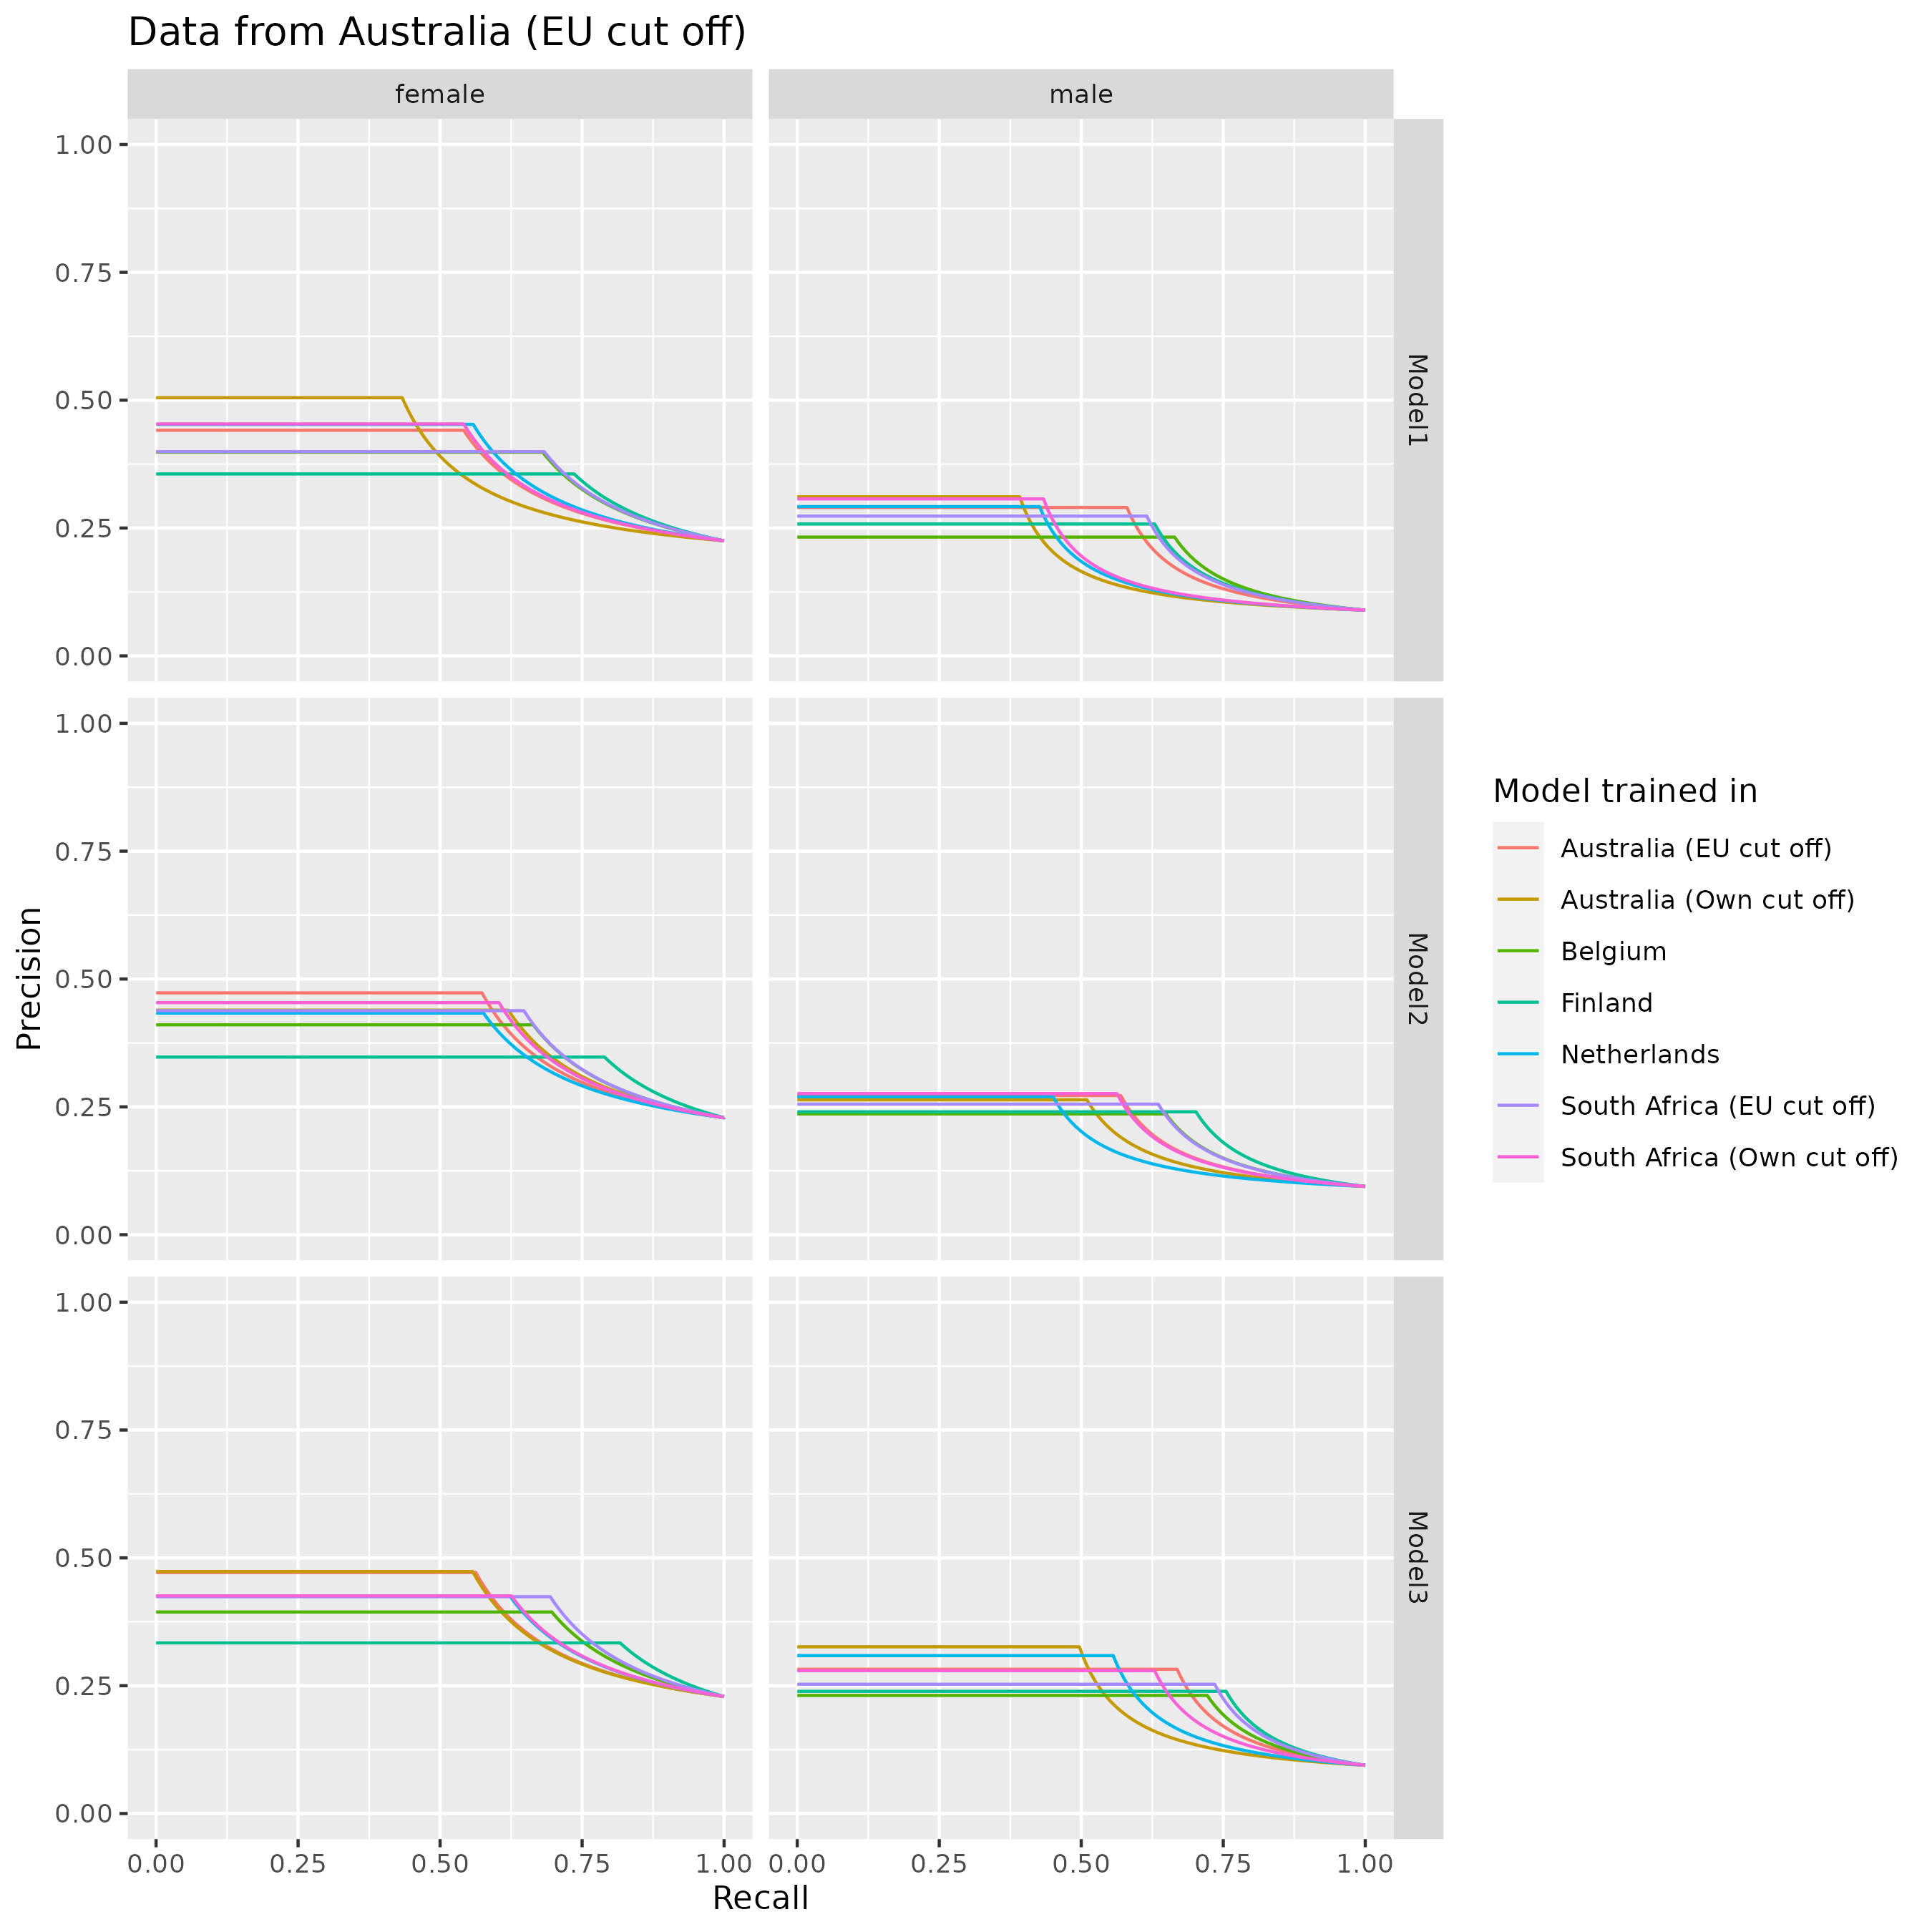 Data from Australia (EU cut off)
female
male
1.00
0.75
0.50
0.25
0.00
Model1
1.00
0.75
0.50
0.25
0.00
Model2
1.00
0.75
0.50
0.25
0.00
Model3
Precision
0.00 0.25 0.50 0.75 1.00
0.00 0.25 0.50 0.75 1.00
Recall
Model trained in
Australia (EU cut off)
Australia (Own cut off)
Belgium
Finland
Netherlands
South Africa (EU cut off)
South Africa (Own cut off)